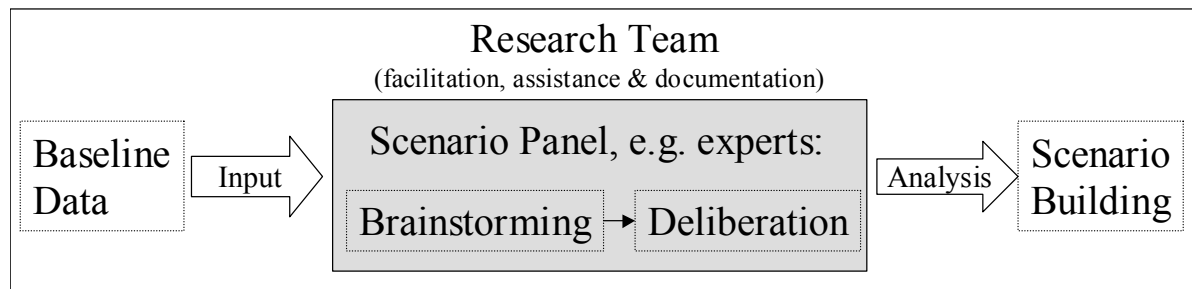 Research Team
(facilitation, assistance & documentation)
Baseline
Data
Input
Scenario Panel, e.g. experts:
Brainstorming
Deliberation
Analysis
Scenario
Building